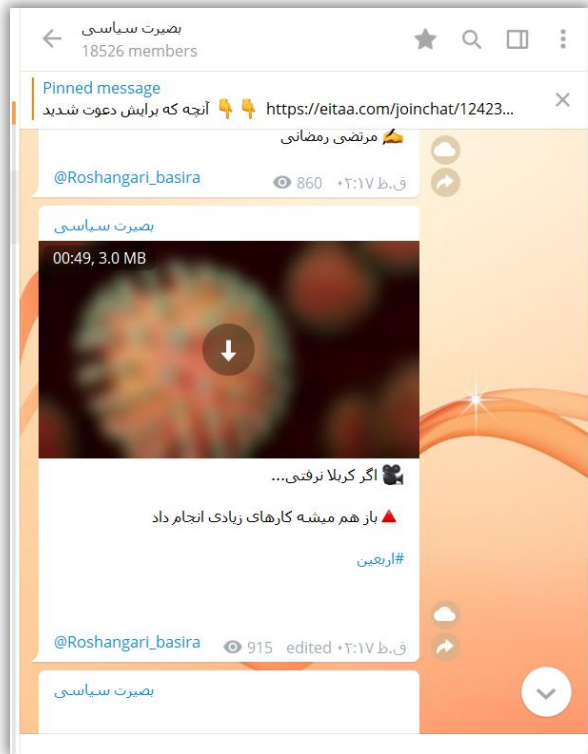 بصیرت سیاسی
18526 members
Pinned message
آنچه که برایش دعوت شدید 👇 👇 https://eitaa.com/joinchat/12423...
✍ مرتضی رمضانی
@Roshangari_basira 860 ۰۲:۱۷ ق.ظ
بصیرت سیاسی
00:49, 3.0 MB
🎥 اگر کربلا نرفتی...
🔺 باز هم میشه کارهای زیادی انجام داد
#اربعین
@Roshangari_basira 915 edited ۰۲:۱۷ ق.ظ
بصیرت سیاسی